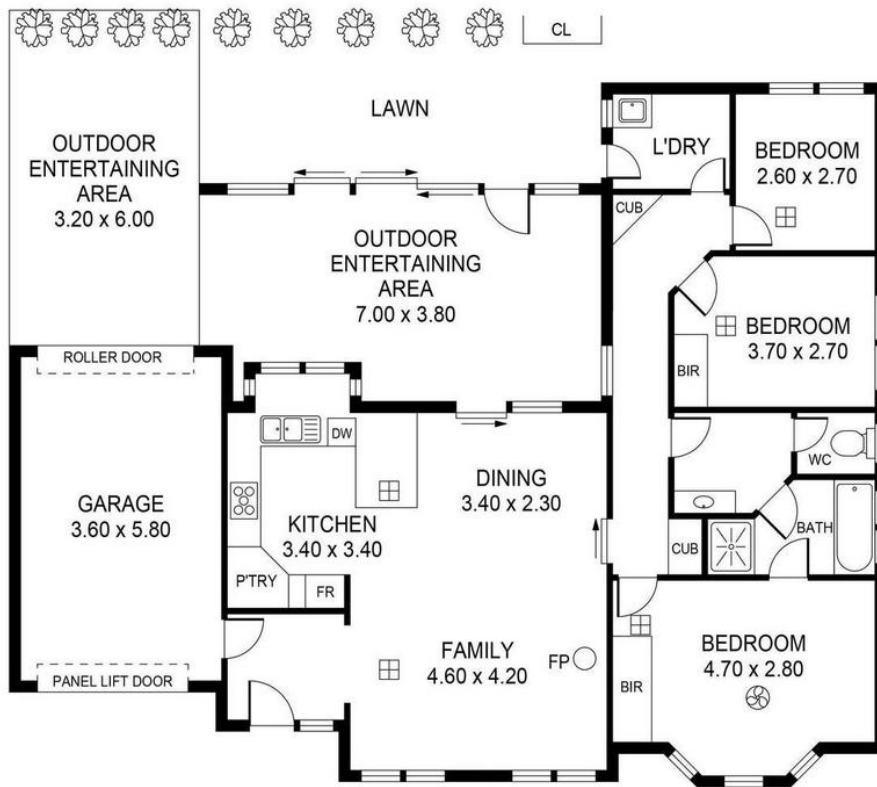 CL
LAWN
OUTDOOR
ENTERTAINING
AREA
3.20 x 6.00
L'DRY
BEDROOM
2.60 x 2.70
CUB
OUTDOOR
ENTERTAINING
AREA
7.00 x 3.80
BEDROOM
3.70 x 2.70
BIR
ROLLER DOOR
GARAGE
3.60 x 5.80
PANEL LIFT DOOR
DW
KITCHEN
3.40 x 3.40
P'TRY
FR
DINING
3.40 x 2.30
WC
BATH
CUB
FAMILY
4.60 x 4.20
FP
BEDROOM
4.70 x 2.80
BIR